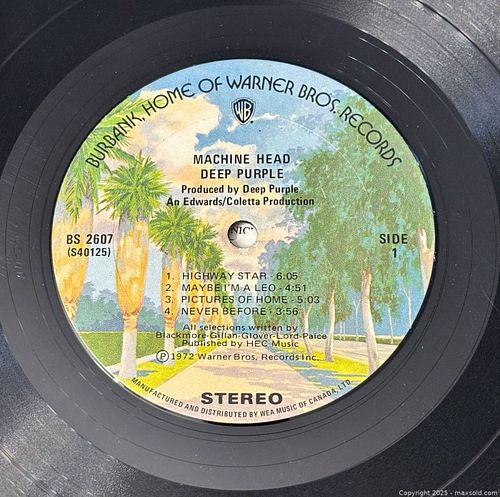 BURBANK, HOME OF WARNER BROS. RECORDS
WB
MACHINE HEAD
DEEP PURPLE
Produced by Deep Purple
An Edwards/Coletta Production
BS 2607
(S40125)
NIC
SIDE
1
1. HIGHWAY STAR - 6:05
2. MAYBE I'M A LEO - 4:51
3. PICTURES OF HOME - 5:03
4. NEVER BEFORE - 3:56
All selections written by
Blackmore-Gillan-Glover-Lord-Paice
Published by HEC Music
Ⓟ1972 Warner Bros. Records Inc.
STEREO
MANUFACTURED AND DISTRIBUTED BY WEA MUSIC OF CANADA, LTD.
Copyright 2025 - maxsold.com